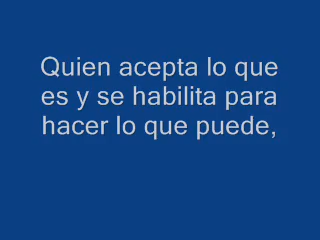 Quien acepta lo que
es y se habilita para
hacer lo que puede,